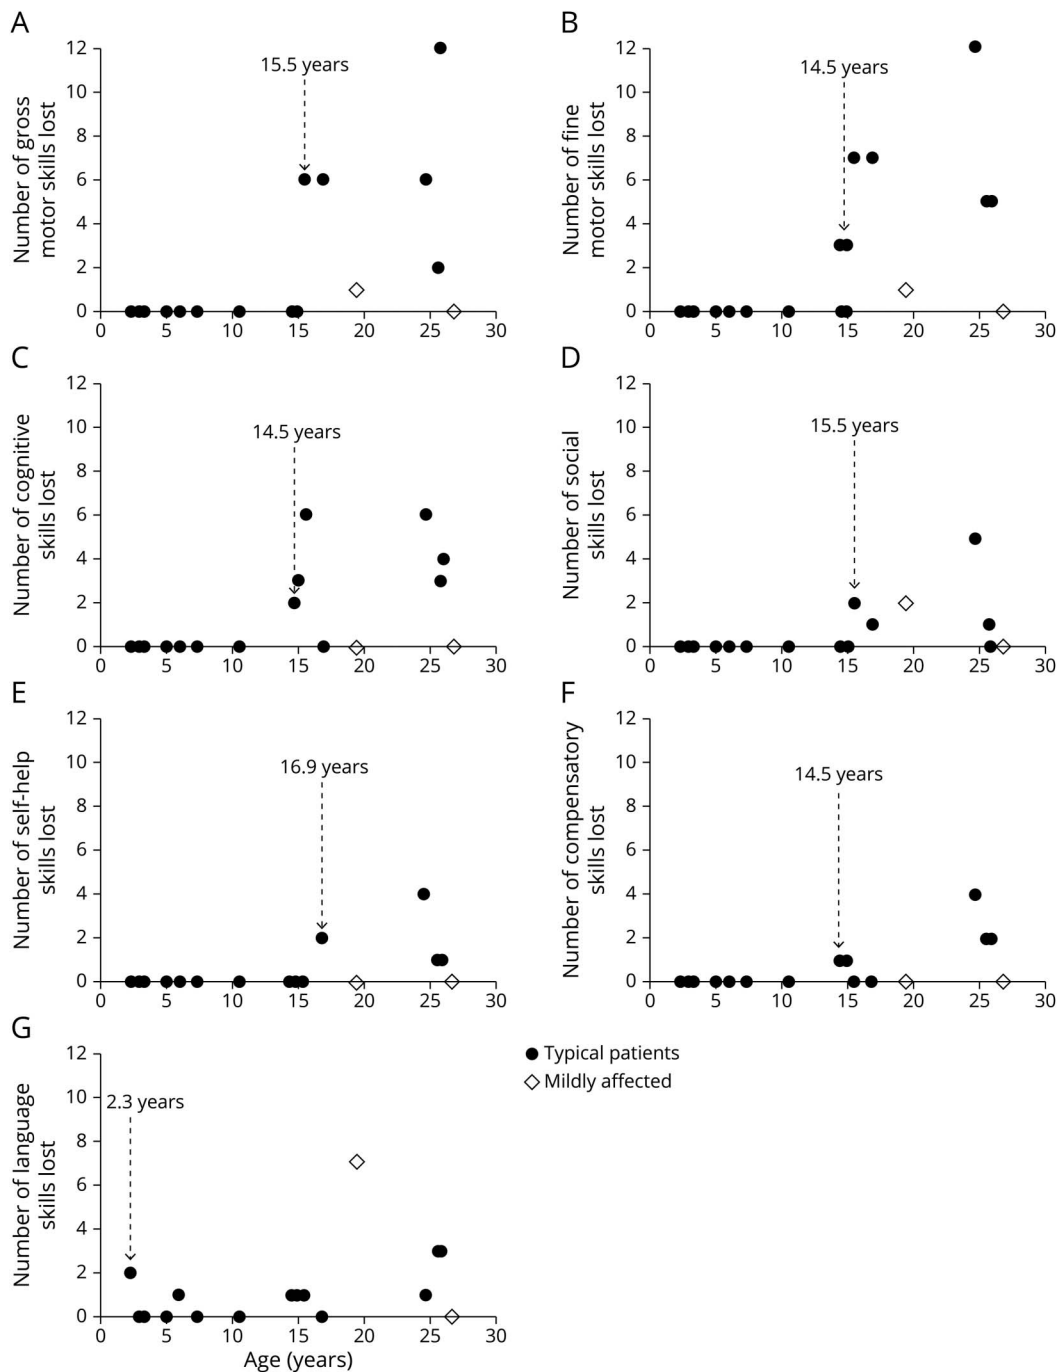 A
Number of gross
motor skills lost
12
10
8
6
4
2
0
15.5 years
0 5 10 15 20 25 30
B
Number of fine
motor skills lost
12
10
8
6
4
2
0
14.5 years
0 5 10 15 20 25 30
C
Number of cognitive
skills lost
12
10
8
6
4
2
0
14.5 years
0 5 10 15 20 25 30
D
Number of social
skills lost
12
10
8
6
4
2
0
15.5 years
0 5 10 15 20 25 30
E
Number of self-help
skills lost
12
10
8
6
4
2
0
16.9 years
0 5 10 15 20 25 30
F
Number of compensatory
skills lost
12
10
8
6
4
2
0
14.5 years
0 5 10 15 20 25 30
G
Number of language
skills lost
12
10
8
6
4
2
0
2.3 years
0 5 10 15 20 25 30
Age (years)
Typical patients
Mildly affected